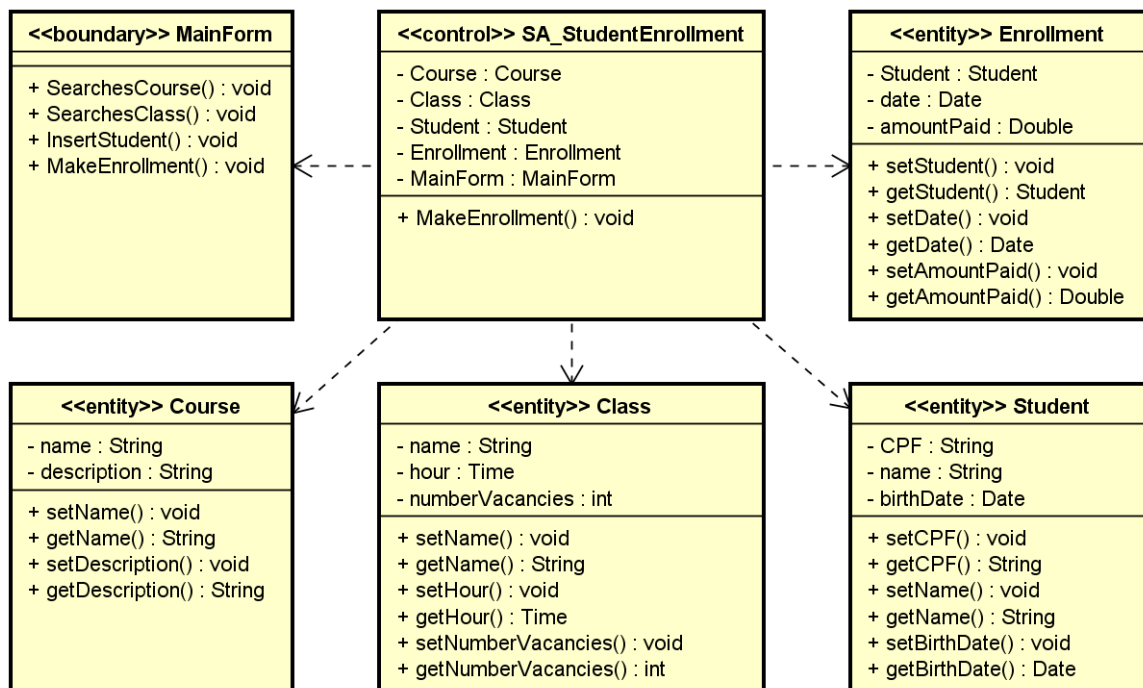 <<boundary>> MainForm
+ SearchesCourse() : void
+ SearchesClass() : void
+ InsertStudent() : void
+ MakeEnrollment() : void
<<control>> SA_StudentEnrollment
- Course : Course
- Class : Class
- Student : Student
- Enrollment : Enrollment
- MainForm : MainForm
+ MakeEnrollment() : void
<<entity>> Enrollment
- Student : Student
- date : Date
- amountPaid : Double
+ setStudent() : void
+ getStudent() : Student
+ setDate() : void
+ getDate() : Date
+ setAmountPaid() : void
+ getAmountPaid() : Double
<<entity>> Course
- name : String
- description : String
+ setName() : void
+ getName() : String
+ setDescription() : void
+ getDescription() : String
<<entity>> Class
- name : String
- hour : Time
- numberVacancies : int
+ setName() : void
+ getName() : String
+ setHour() : void
+ getHour() : Time
+ setNumberVacancies() : void
+ getNumberVacancies() : int
<<entity>> Student
- CPF : String
- name : String
- birthDate : Date
+ setCPF() : void
+ getCPF() : String
+ setName() : void
+ getName() : String
+ setBirthDate() : void
+ getBirthDate() : Date